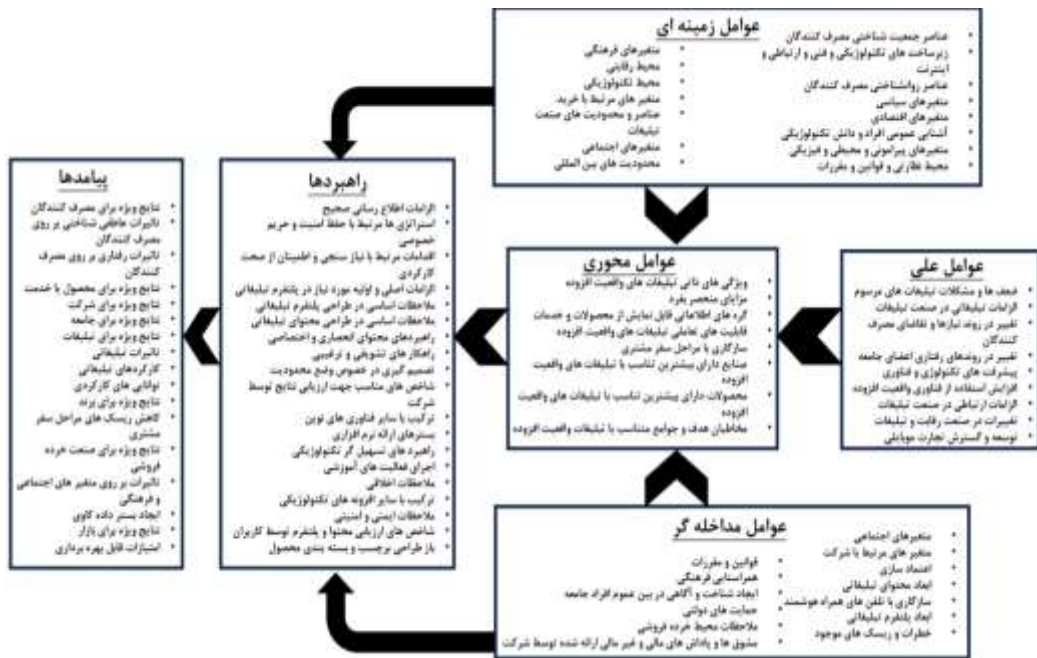 عوامل زمینه ای
عناصر جمعیت شناختی مصرف کنندگان
زیرساخت های تکنولوژیکی و فنی و ارتباطی و
اینترنت
عناصر روانشناختی مصرف کنندگان
متغیرهای سیاسی
متغیرهای اقتصادی
آشنایی عمومی افراد و دانش تکنولوژیکی
متغیرهای پیرامونی و محیطی و فیزیکی
محیط نظارتی و قوانین و مقررات
متغیرهای فرهنگی
محیط رقابتی
محیط تکنولوژیکی
متغیر های مرتبط با خرید
عناصر و محدودیت های صنعت
تبلیغات
متغیرهای اجتماعی
محدودیت های بین المللی
عوامل علی
ضعف ها و مشکلات تبلیغات های مرسوم
الزامات تبلیغاتی در صنعت تبلیغات
تغییر در روند نیازها و تقاضای مصرف
کنندگان
تغییر در روندهای رفتاری اعضای جامعه
پیشرفت های تکنولوژی و فناوری
افزایش استفاده از فناوری واقعیت افزوده
الزامات ارتباطی در صنعت تبلیغات
تغییرات در صنعت رقابت و تبلیغات
توسعه و گسترش تجارت موبایلی
عوامل محوری
ویژگی های ذاتی تبلیغات های واقعیت افزوده
مزایای منحصر بفرد
گره های اطلاعاتی قابل نمایش از محصولات و خدمات
قابلیت های تعاملی تبلیغات های واقعیت افزوده
سازگاری با مراحل سفر مشتری
صنایع دارای بیشترین تناسب با تبلیغات های واقعیت
افزوده
محصولات دارای بیشترین تناسب با تبلیغات های واقعیت
افزوده
مخاطبان هدف و جوامع متناسب با تبلیغات واقعیت افزوده
راهبردها
الزامات اطلاع رسانی صحیح
استراتژی ها مرتبط با حفظ امنیت و حریم
خصوصی
اقدامات مرتبط با نیاز سنجی و اطمینان از صحت
کارکردی
الزامات اصلی و اولیه مورد نیاز در پلتفرم تبلیغاتی
ملاحظات اساسی در طراحی پلتفرم تبلیغاتی
ملاحظات اساسی در طراحی محتوای تبلیغاتی
راهبردهای محتوای انحصاری و اختصاصی
راهکار های تشویقی و ترغیبی
تصمیم گیری در خصوص وضع محدودیت
شاخص های مناسب جهت ارزیابی نتایج توسط
شرکت
ترکیب با سایر فناوری های نوین
بسترهای ارائه نرم افزاری
راهبرد های تسهیل گر تکنولوژیکی
اجرای فعالیت های آموزشی
ملاحظات اخلاقی
ترکیب با سایر افزونه های تکنولوژیکی
ملاحظات ایمنی و امنیتی
شاخص های ارزیابی محتوا و پلتفرم توسط کاربران
باز طراحی برچسب و بسته بندی محصول
پیامدها
نتایج ویژه برای مصرف کنندگان
تاثیرات عاطفی شناختی بر روی
مصرف کنندگان
تاثیرات رفتاری بر روی مصرف
کنندگان
نتایج ویژه برای محصول یا خدمت
نتایج ویژه برای شرکت
نتایج ویژه برای جامعه
نتایج ویژه برای تبلیغات
تاثیرات تبلیغاتی
کارکردهای تبلیغاتی
توانایی های کارکردی
نتایج ویژه برای برند
کاهش ریسک های مراحل سفر
مشتری
نتایج ویژه برای صنعت خرده
فروشی
تاثیرات بر روی متغیر های اجتماعی
و فرهنگی
ایجاد بستر داده کاوی
نتایج ویژه برای بازار
امتیازات قابل بهره برداری
عوامل مداخله گر
متغیرهای اجتماعی
متغیر های مرتبط با شرکت
اعتماد سازی
ابعاد محتوای تبلیغاتی
سازگاری با تلفن های همراه هوشمند
ابعاد پلتفرم تبلیغاتی
خطرات و ریسک های موجود
قوانین و مقررات
همراستایی فرهنگی
ایجاد شناخت و آگاهی در بین عموم افراد جامعه
حمایت های دولتی
ملاحظات محیط خرده فروشی
مشوق ها و پاداش های مالی و غیر مالی ارائه شده توسط شرکت